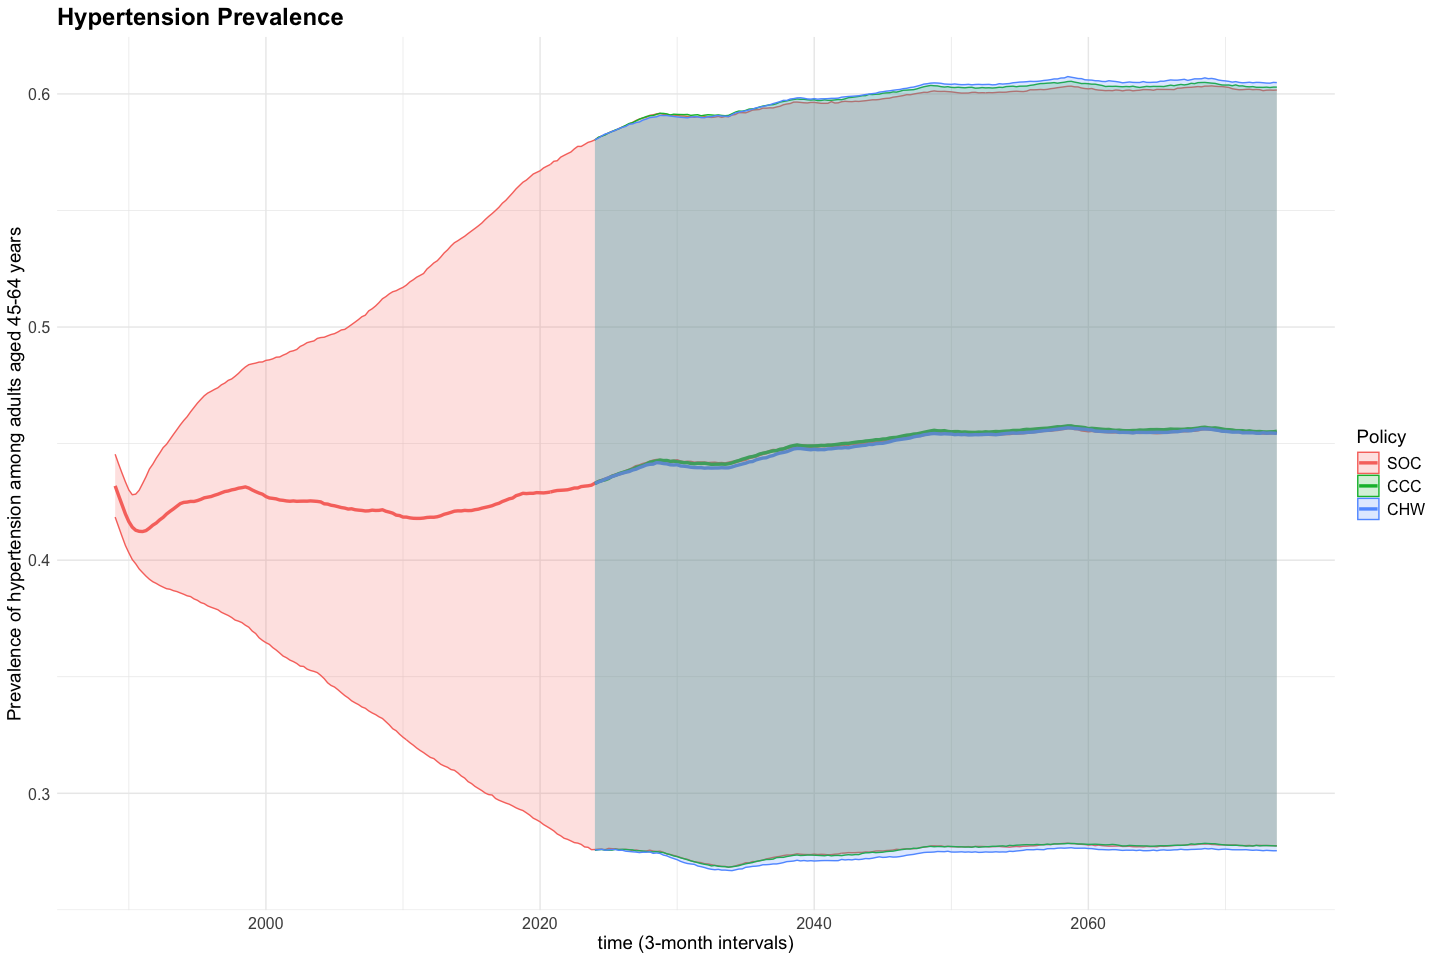 Hypertension Prevalence
Prevalence of hypertension among adults aged 45-64 years
0.6
0.5
0.4
0.3
2000
2020
2040
2060
time (3-month intervals)
Policy
SOC
CCC
CHW